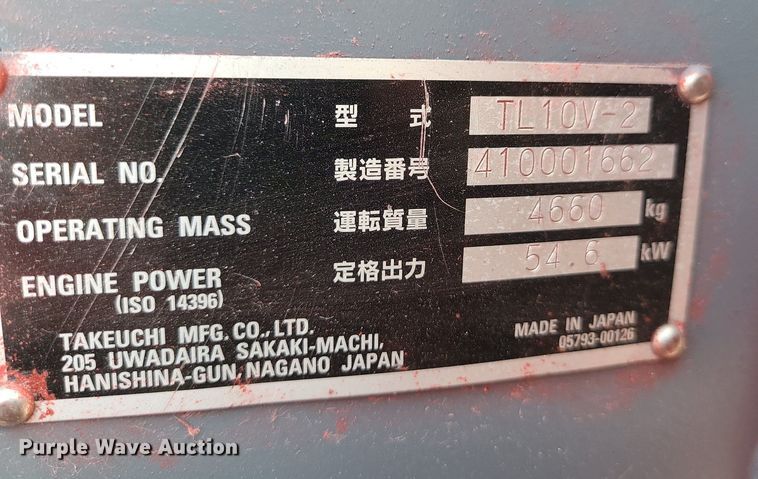 MODEL 型 式 TL10V-2
SERIAL NO. 製造番号 410001662
OPERATING MASS 運転質量 4660 kg
ENGINE POWER 定格出力 54.6 kW
(ISO 14396)
TAKEUCHI MFG. CO., LTD.
205 UWADAIRA SAKAKI-MACHI,
HANISHINA-GUN, NAGANO JAPAN
MADE IN JAPAN
05793-00126
Purple Wave Auction